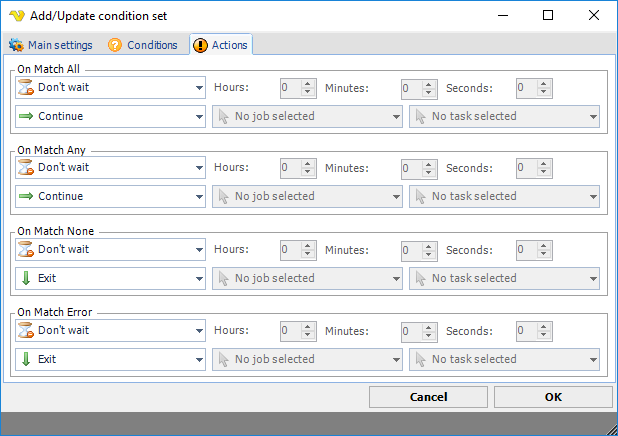 Add/Update condition set
Main settings Conditions Actions
On Match All
Don't wait Hours: 0 Minutes: 0 Seconds: 0
Continue No job selected No task selected
On Match Any
Don't wait Hours: 0 Minutes: 0 Seconds: 0
Continue No job selected No task selected
On Match None
Don't wait Hours: 0 Minutes: 0 Seconds: 0
Exit No job selected No task selected
On Match Error
Don't wait Hours: 0 Minutes: 0 Seconds: 0
Exit No job selected No task selected
Cancel OK